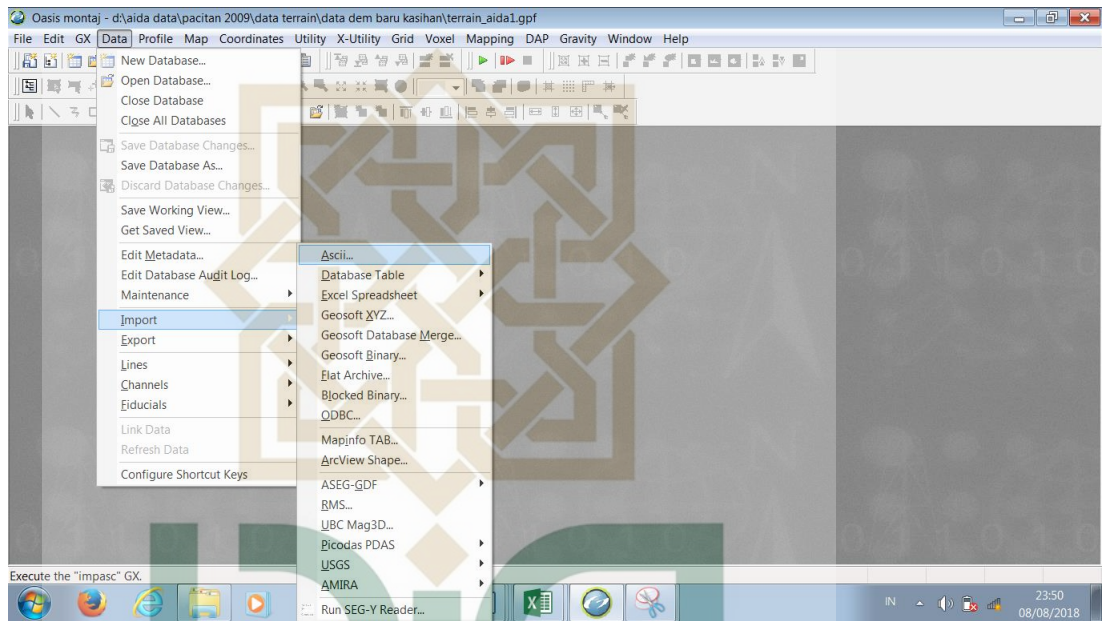 Oasis montaj - d:\aida data\pacitan 2009\data terrain\data dem baru kasihan\terrain_aida1.gpf
File Edit GX Data Profile Map Coordinates Utility X-Utility Grid Voxel Mapping DAP Gravity Window Help
New Database...
Open Database...
Close Database
Close All Databases
Save Database Changes...
Save Database As...
Discard Database Changes...
Save Working View...
Get Saved View...
Edit Metadata...
Edit Database Audit Log...
Maintenance
Import
Export
Lines
Channels
Fiducials
Link Data
Refresh Data
Configure Shortcut Keys
Ascii...
Database Table
Excel Spreadsheet
Geosoft XYZ...
Geosoft Database Merge...
Geosoft Binary...
Flat Archive...
Blocked Binary...
ODBC...
Mapinfo TAB...
ArcView Shape...
ASEG-GDF
RMS...
UBC Mag3D...
Picodas PDAS
USGS
AMIRA
Run SEG-Y Reader...
Execute the "impasc" GX.
IN
23:50
08/08/2018